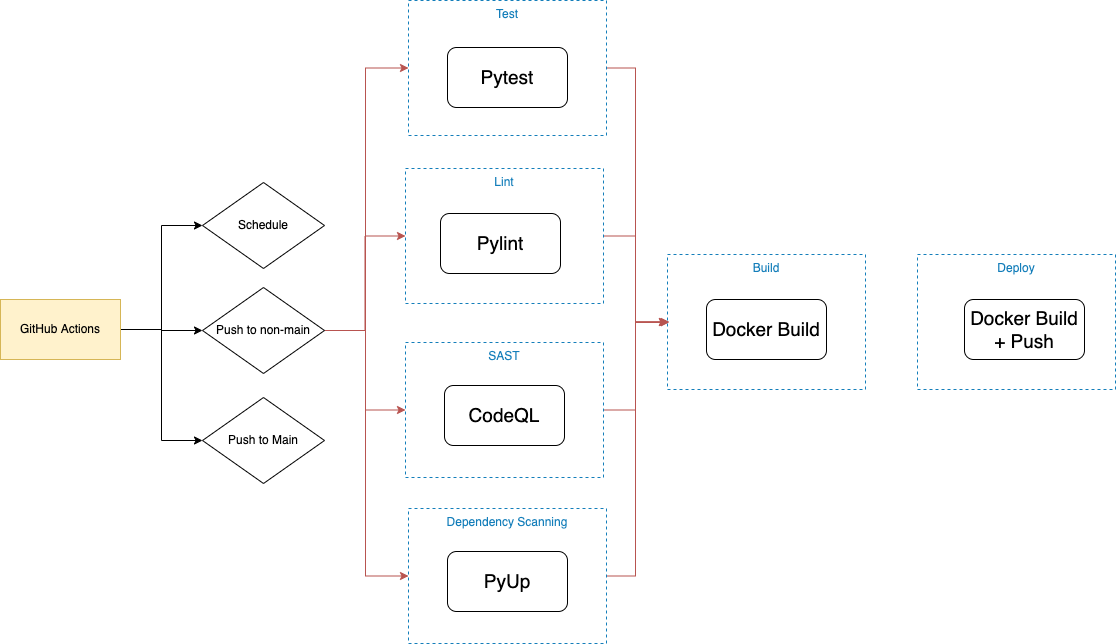 GitHub Actions
Schedule
Push to non-main
Push to Main
Test
Pytest
Lint
Pylint
SAST
CodeQL
Dependency Scanning
PyUp
Build
Docker Build
Deploy
Docker Build
+ Push